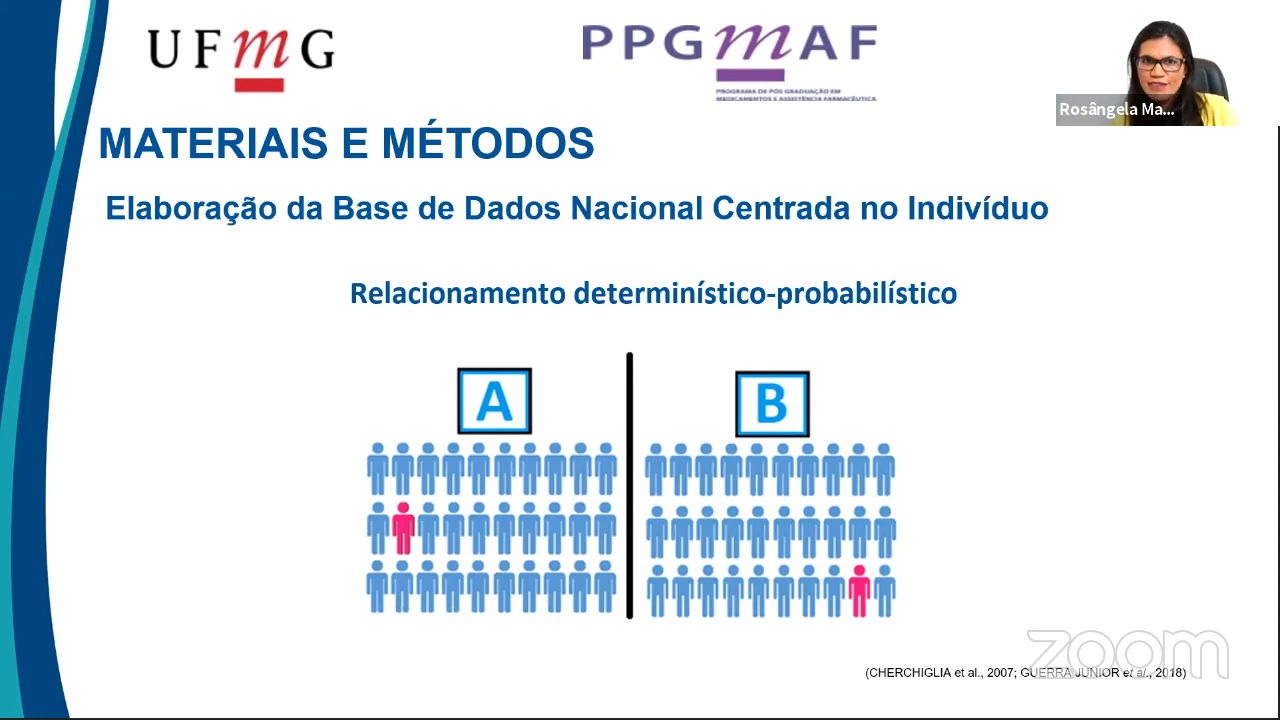 UFmG
PPGmAF
PROGRAMA DE PÓS GRADUAÇÃO EM
MEDICAMENTOS E ASSISTÊNCIA FARMACÊUTICA
Rosângela Ma...
MATERIAIS E MÉTODOS
Elaboração da Base de Dados Nacional Centrada no Indivíduo
Relacionamento determinístico-probabilístico
A
B
zoom
(CHERCHIGLIA et al., 2007; GUERRA JUNIOR et al., 2018)